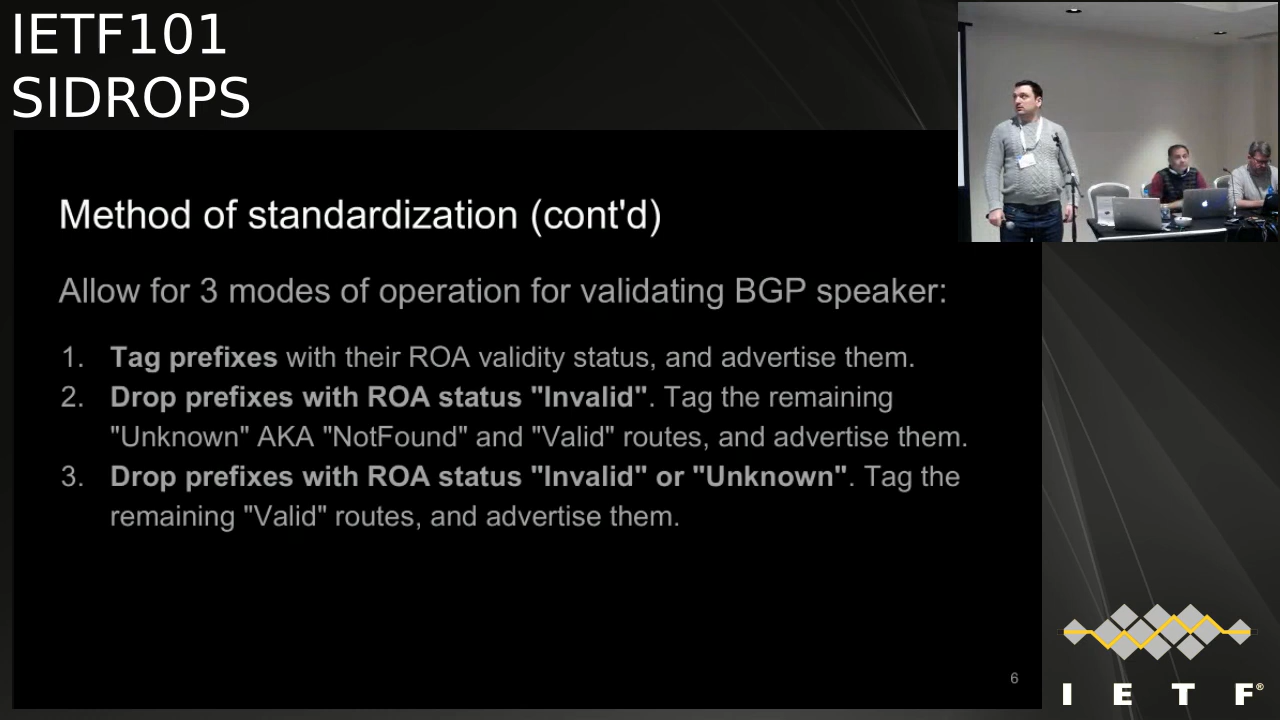 IETF101
SIDROPS
Method of standardization (cont'd)
Allow for 3 modes of operation for validating BGP speaker:
1. Tag prefixes with their ROA validity status, and advertise them.
2. Drop prefixes with ROA status "Invalid". Tag the remaining
"Unknown" AKA "NotFound" and "Valid" routes, and advertise them.
3. Drop prefixes with ROA status "Invalid" or "Unknown". Tag the
remaining "Valid" routes, and advertise them.
6
I E T F®